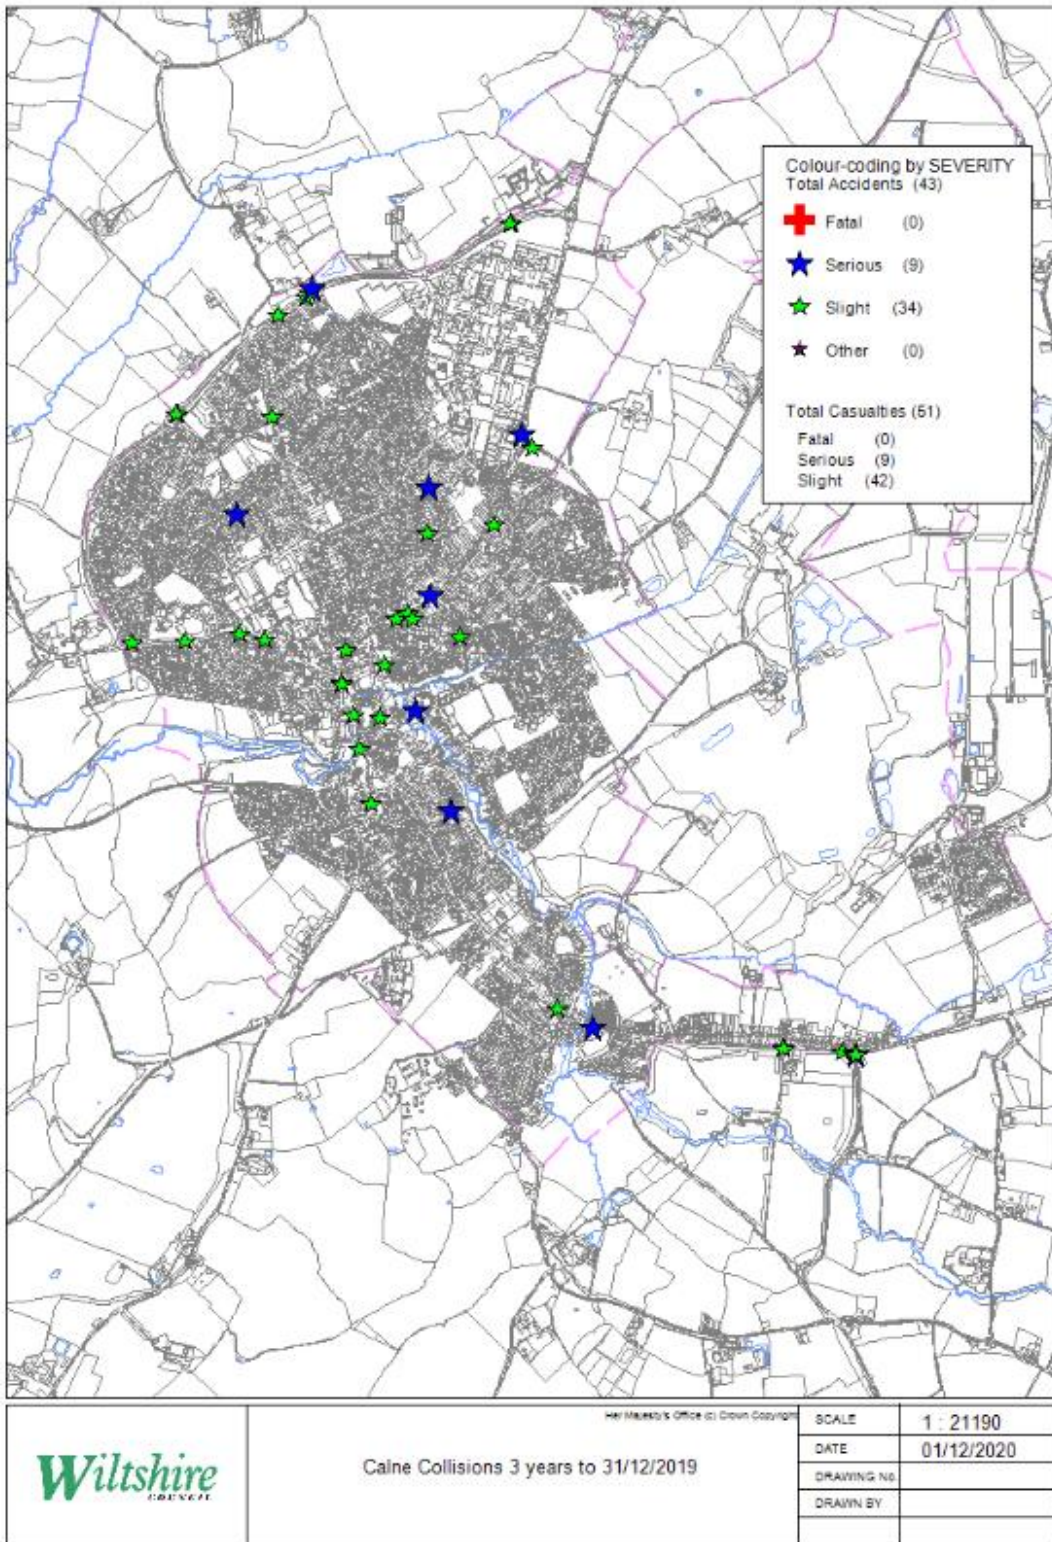 Colour-coding by SEVERITY
Total Accidents (43)
Fatal (0)
Serious (9)
Slight (34)
Other (0)
Total Casualties (51)
Fatal (0)
Serious (9)
Slight (42)
Her Majesty's Office (c) Crown Copyright
Wiltshire
COUNCIL
Calne Collisions 3 years to 31/12/2019
SCALE 1 : 21190
DATE 01/12/2020
DRAWING No.
DRAWN BY